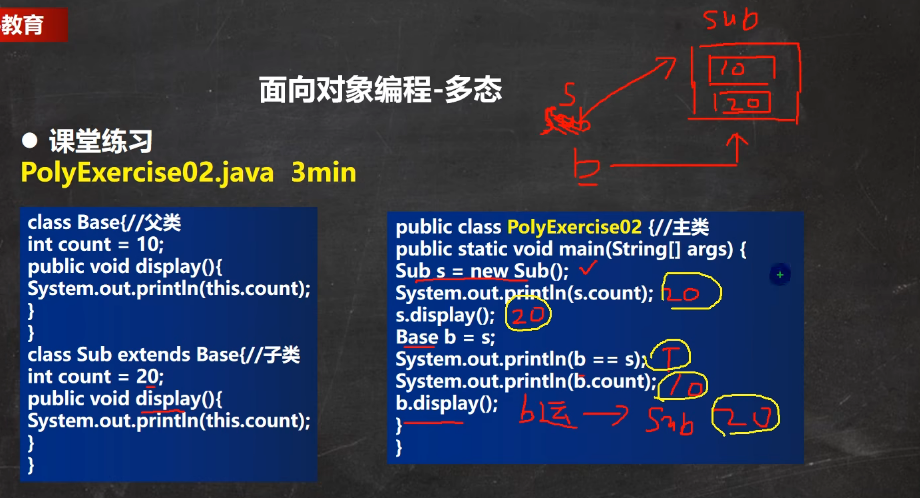 教育
sub
面向对象编程-多态
10
20
s
b
● 课堂练习
PolyExercise02.java 3min
class Base{//父类
int count = 10;
public void display(){
System.out.println(this.count);
}
}
class Sub extends Base{//子类
int count = 20;
public void display(){
System.out.println(this.count);
}
}
public class PolyExercise02 {//主类
public static void main(String[] args) {
Sub s = new Sub(); ✓
System.out.println(s.count); 20
s.display(); 20
Base b = s;
System.out.println(b == s); T
System.out.println(b.count); 10
b.display(); b运 → Sub 20
}
}